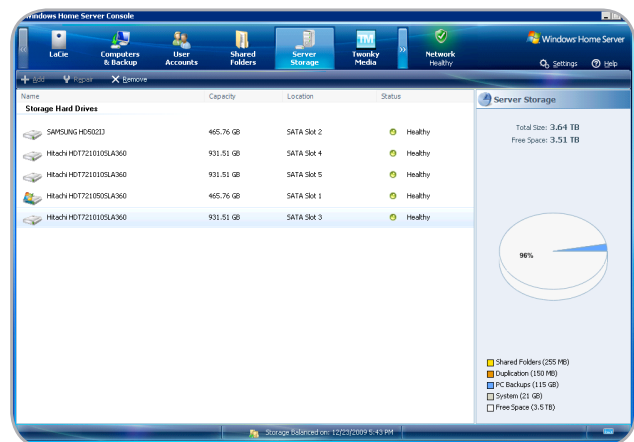 Windows Home Server Console
LaCie
Computers & Backup
User Accounts
Shared Folders
Server Storage
TM
Twonky Media
»
Network
Healthy
Windows Home Server
Settings
Help
Add
Repair
Remove
Name Capacity Location Status
Storage Hard Drives
SAMSUNG HD502IJ 465.76 GB SATA Slot 2 Healthy
Hitachi HDT721010SLA360 931.51 GB SATA Slot 4 Healthy
Hitachi HDT721010SLA360 931.51 GB SATA Slot 5 Healthy
Hitachi HDT721050SLA360 465.76 GB SATA Slot 1 Healthy
Hitachi HDT721010SLA360 931.51 GB SATA Slot 3 Healthy
Server Storage
Total Size: 3.64 TB
Free Space: 3.51 TB
96%
Shared Folders (255 MB)
Duplication (150 MB)
PC Backups (115 GB)
System (21 GB)
Free Space (3.5 TB)
Storage Balanced on: 12/23/2009 5:43 PM